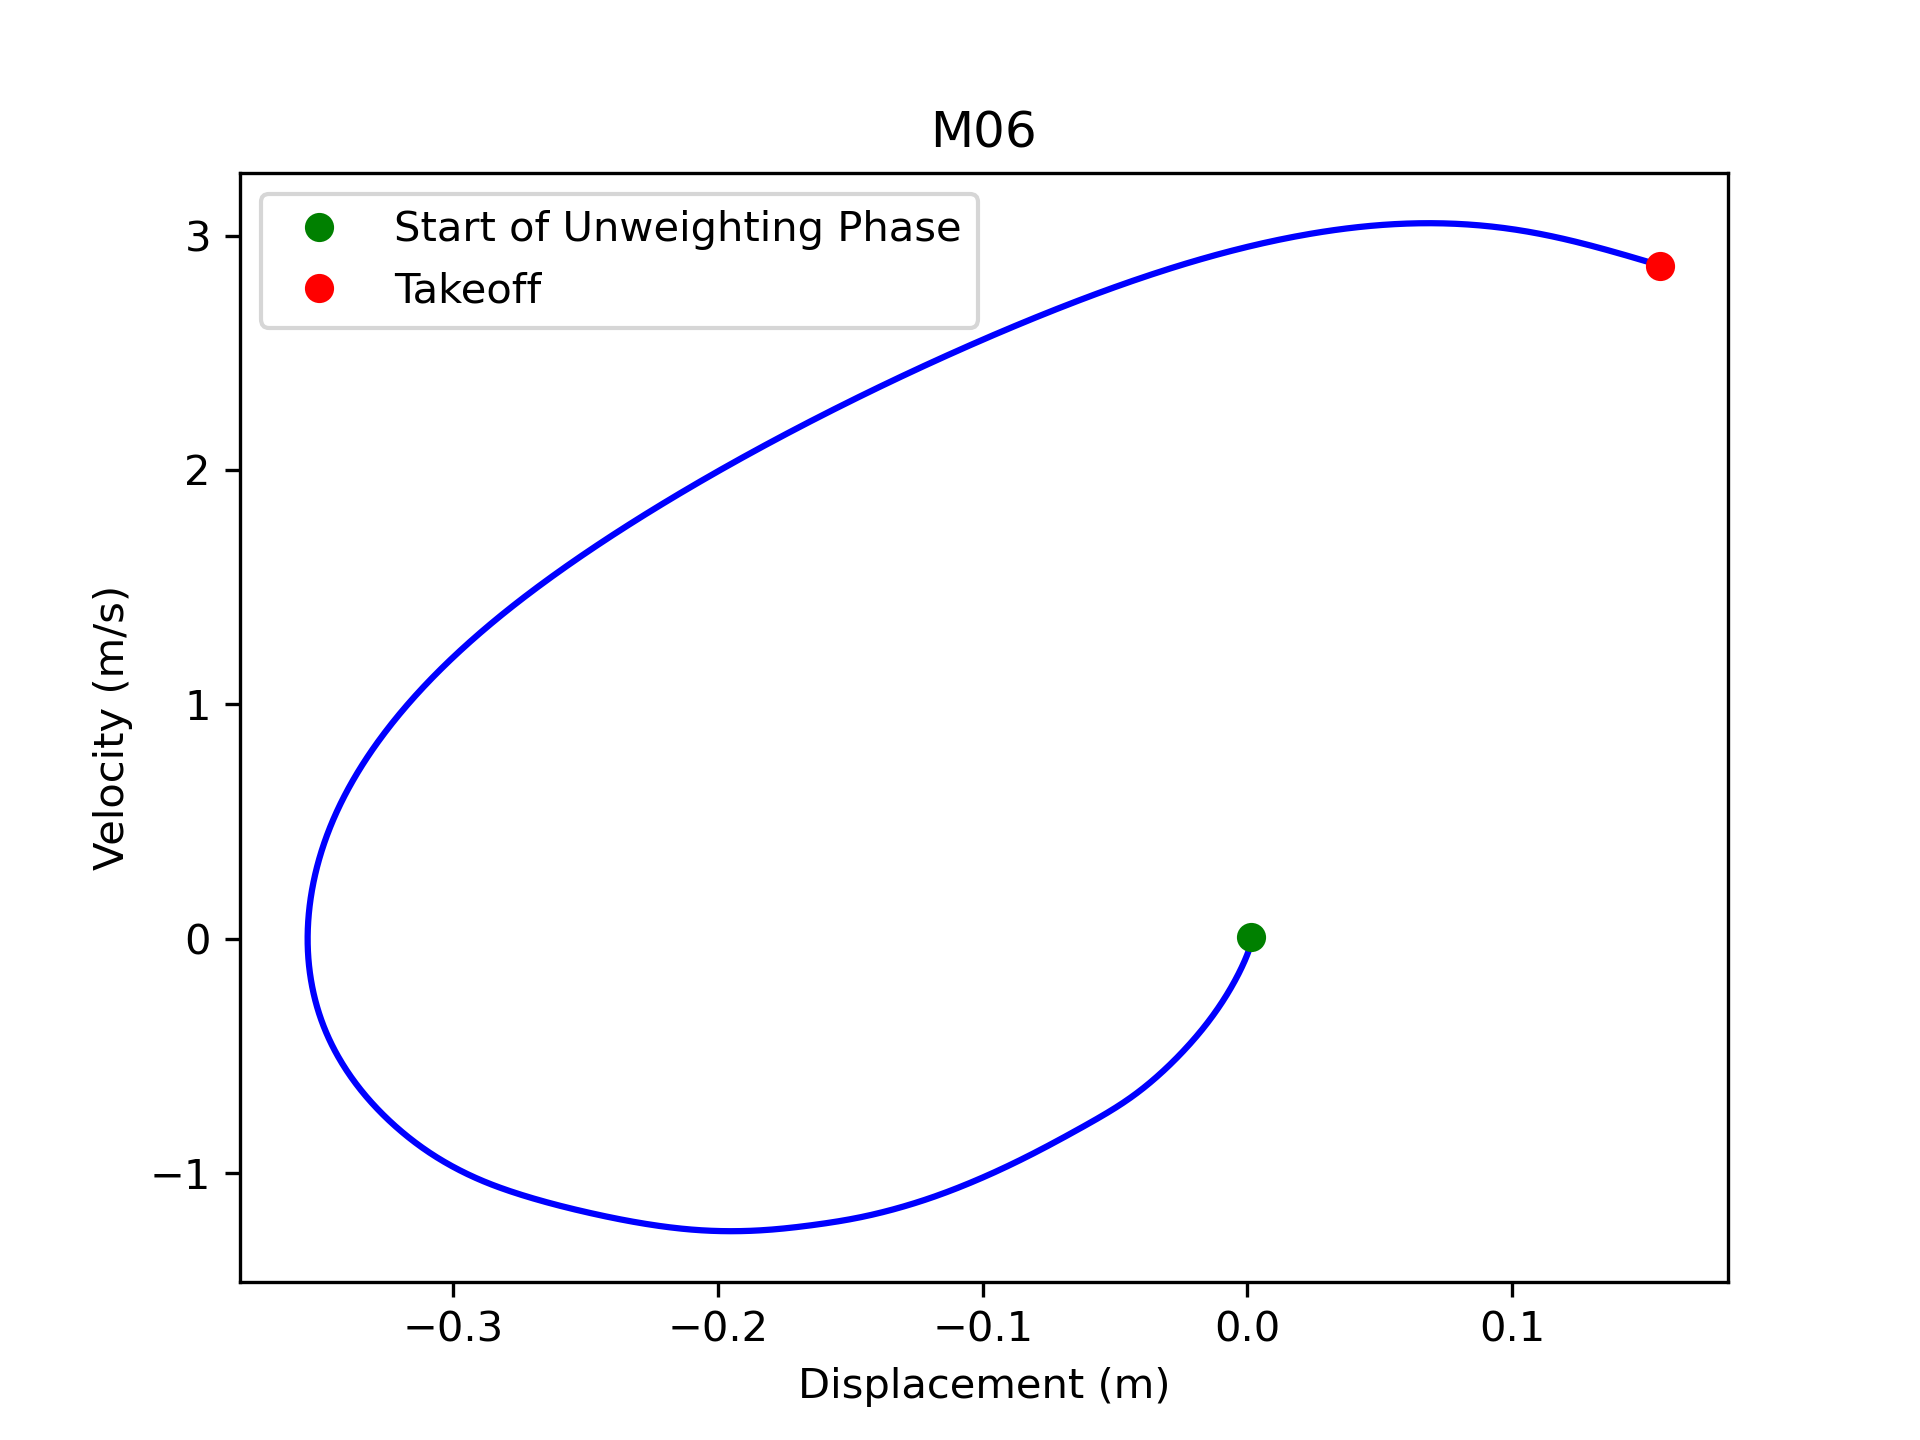 M06
Start of Unweighting Phase
Takeoff
3
2
1
0
−1
Velocity (m/s)
−0.3 −0.2 −0.1 0.0 0.1
Displacement (m)